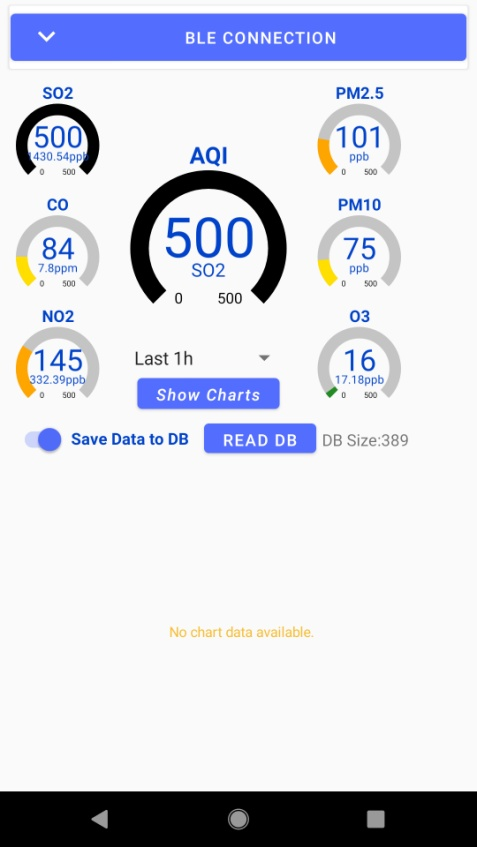 BLE CONNECTION
SO2
500
1430.54ppb
0 500
CO
84
7.8ppm
0 500
NO2
145
332.39ppb
0 500
AQI
500
SO2
0 500
PM2.5
101
ppb
0 500
PM10
75
ppb
0 500
O3
16
17.18ppb
0 500
Last 1h
Show Charts
Save Data to DB
READ DB
DB Size:389
No chart data available.